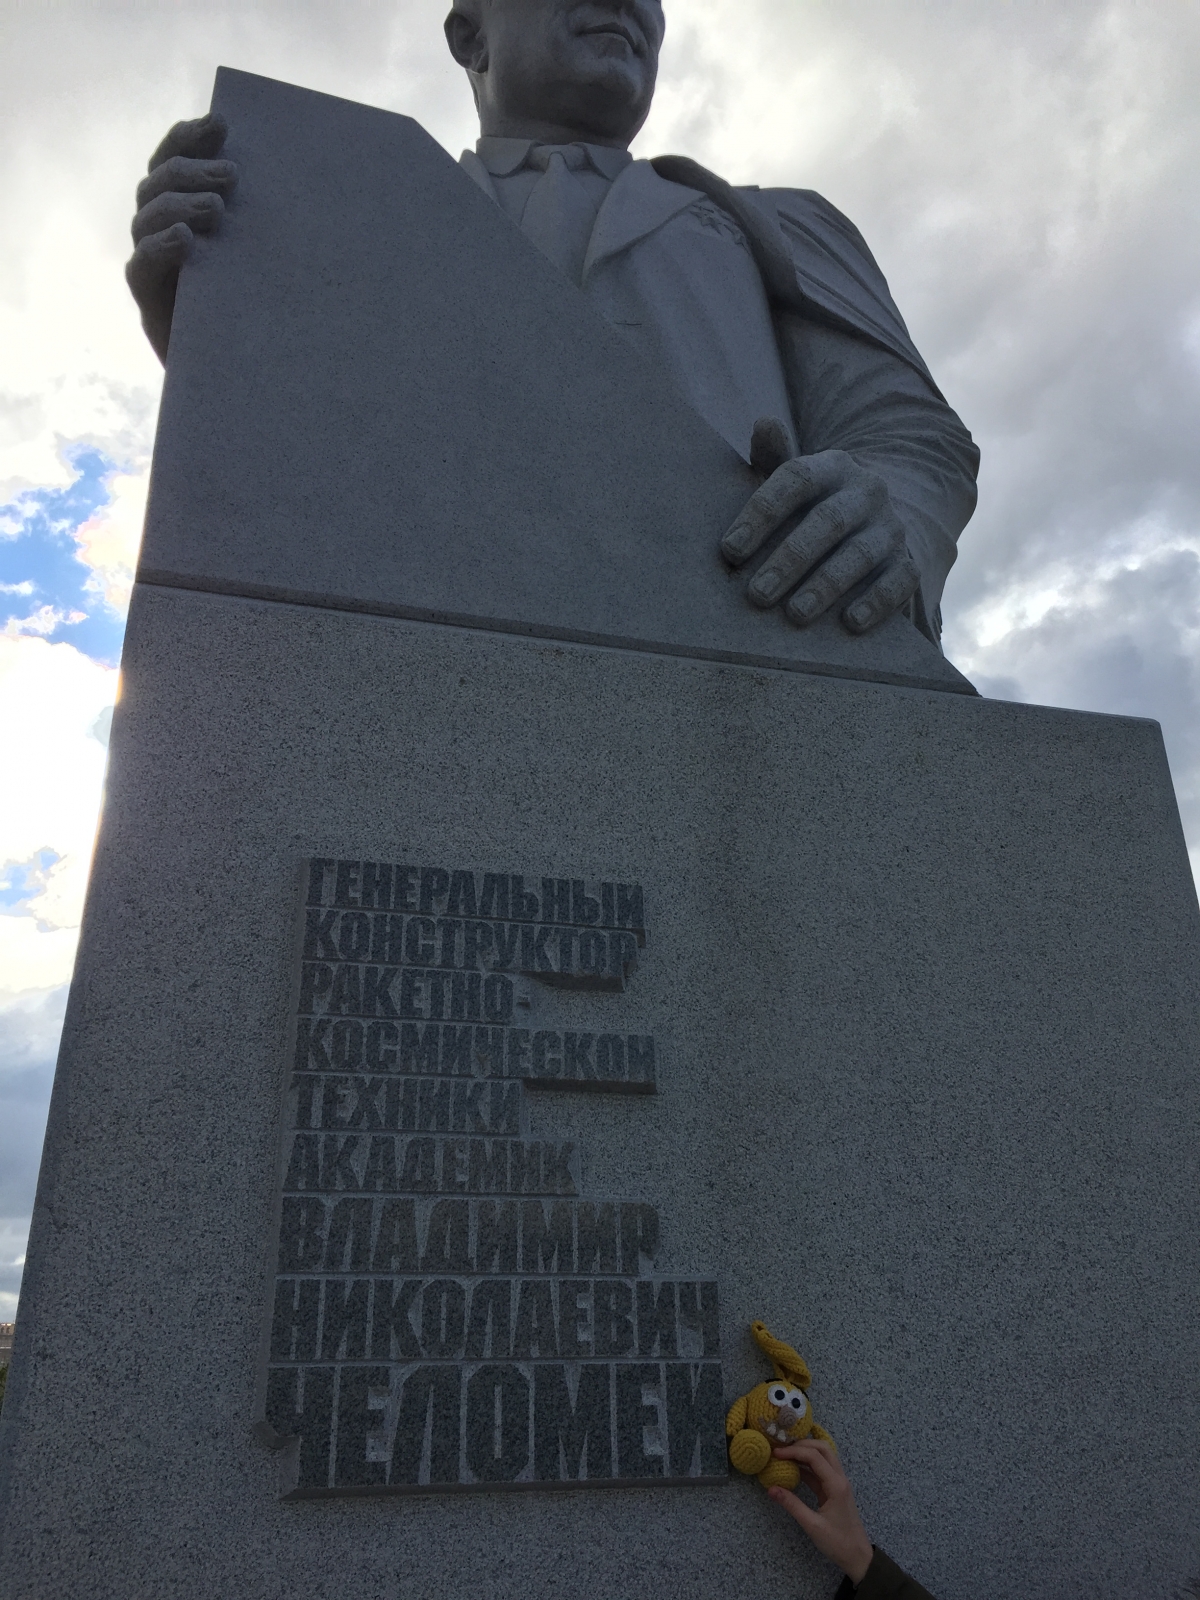 ГЕНЕРАЛЬНЫЙ
КОНСТРУКТОР
РАКЕТНО-
КОСМИЧЕСКОЙ
ТЕХНИКИ
АКАДЕМИК
ВЛАДИМИР
НИКОЛАЕВИЧ
ЧЕЛОМЕЙ